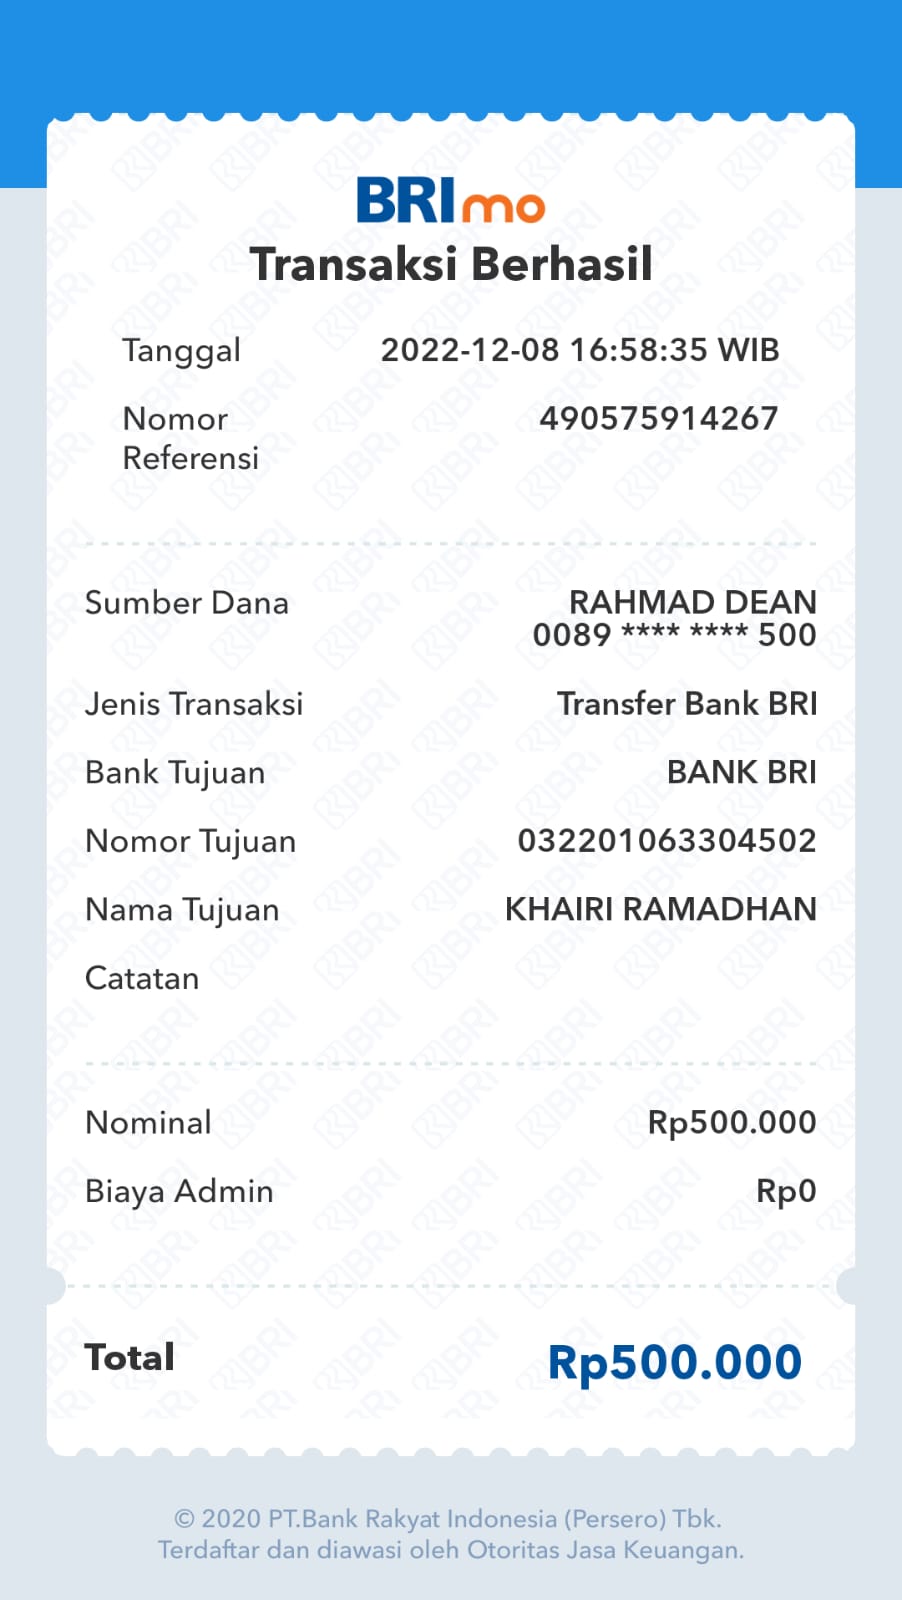 BRImo
Transaksi Berhasil
Tanggal 2022-12-08 16:58:35 WIB
Nomor Referensi 490575914267
Sumber Dana RAHMAD DEAN
0089 **** **** 500
Jenis Transaksi Transfer Bank BRI
Bank Tujuan BANK BRI
Nomor Tujuan 032201063304502
Nama Tujuan KHAIRI RAMADHAN
Catatan
Nominal Rp500.000
Biaya Admin Rp0
Total Rp500.000
© 2020 PT.Bank Rakyat Indonesia (Persero) Tbk.
Terdaftar dan diawasi oleh Otoritas Jasa Keuangan.